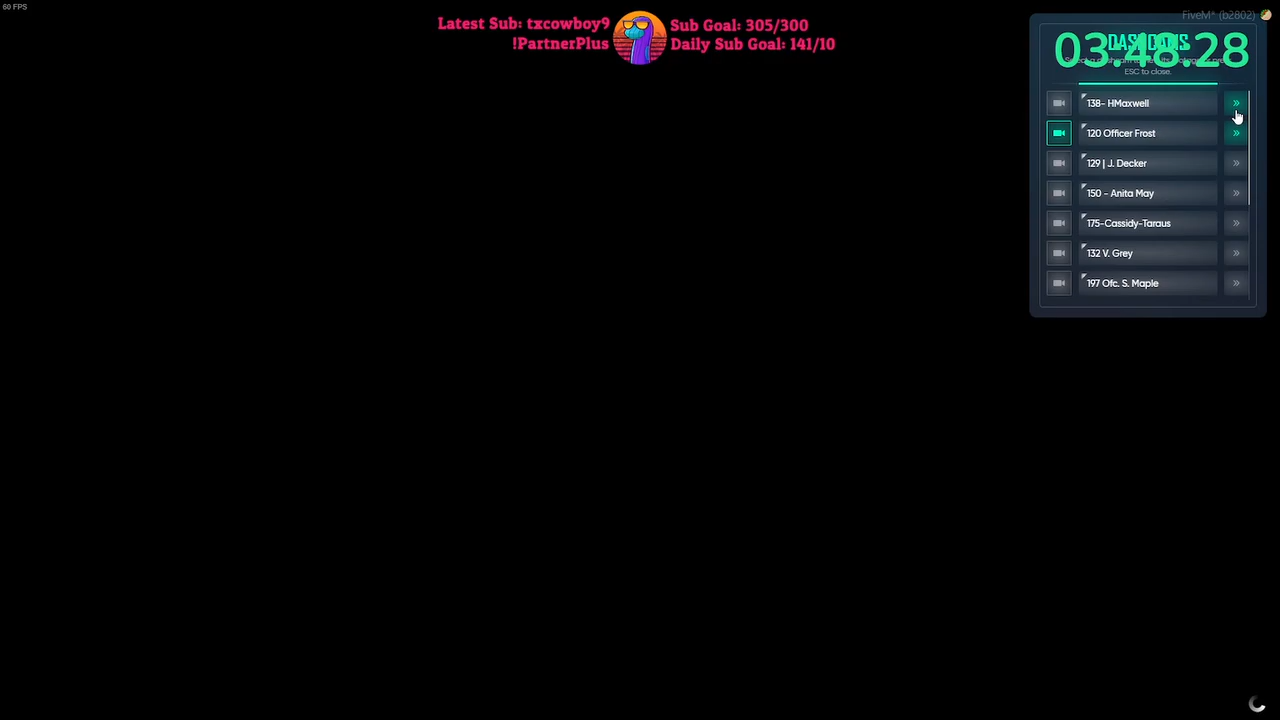 60 FPS
Latest Sub: txcowboy9
!PartnerPlus
Sub Goal: 305/300
Daily Sub Goal: 141/10
FiveM* (b2802)
DASHCAMS
03.48.28
ESC to close.
138- HMaxwell
120 Officer Frost
129 | J. Decker
150 - Anita May
175-Cassidy-Taraus
132 V. Grey
197 Ofc. S. Maple